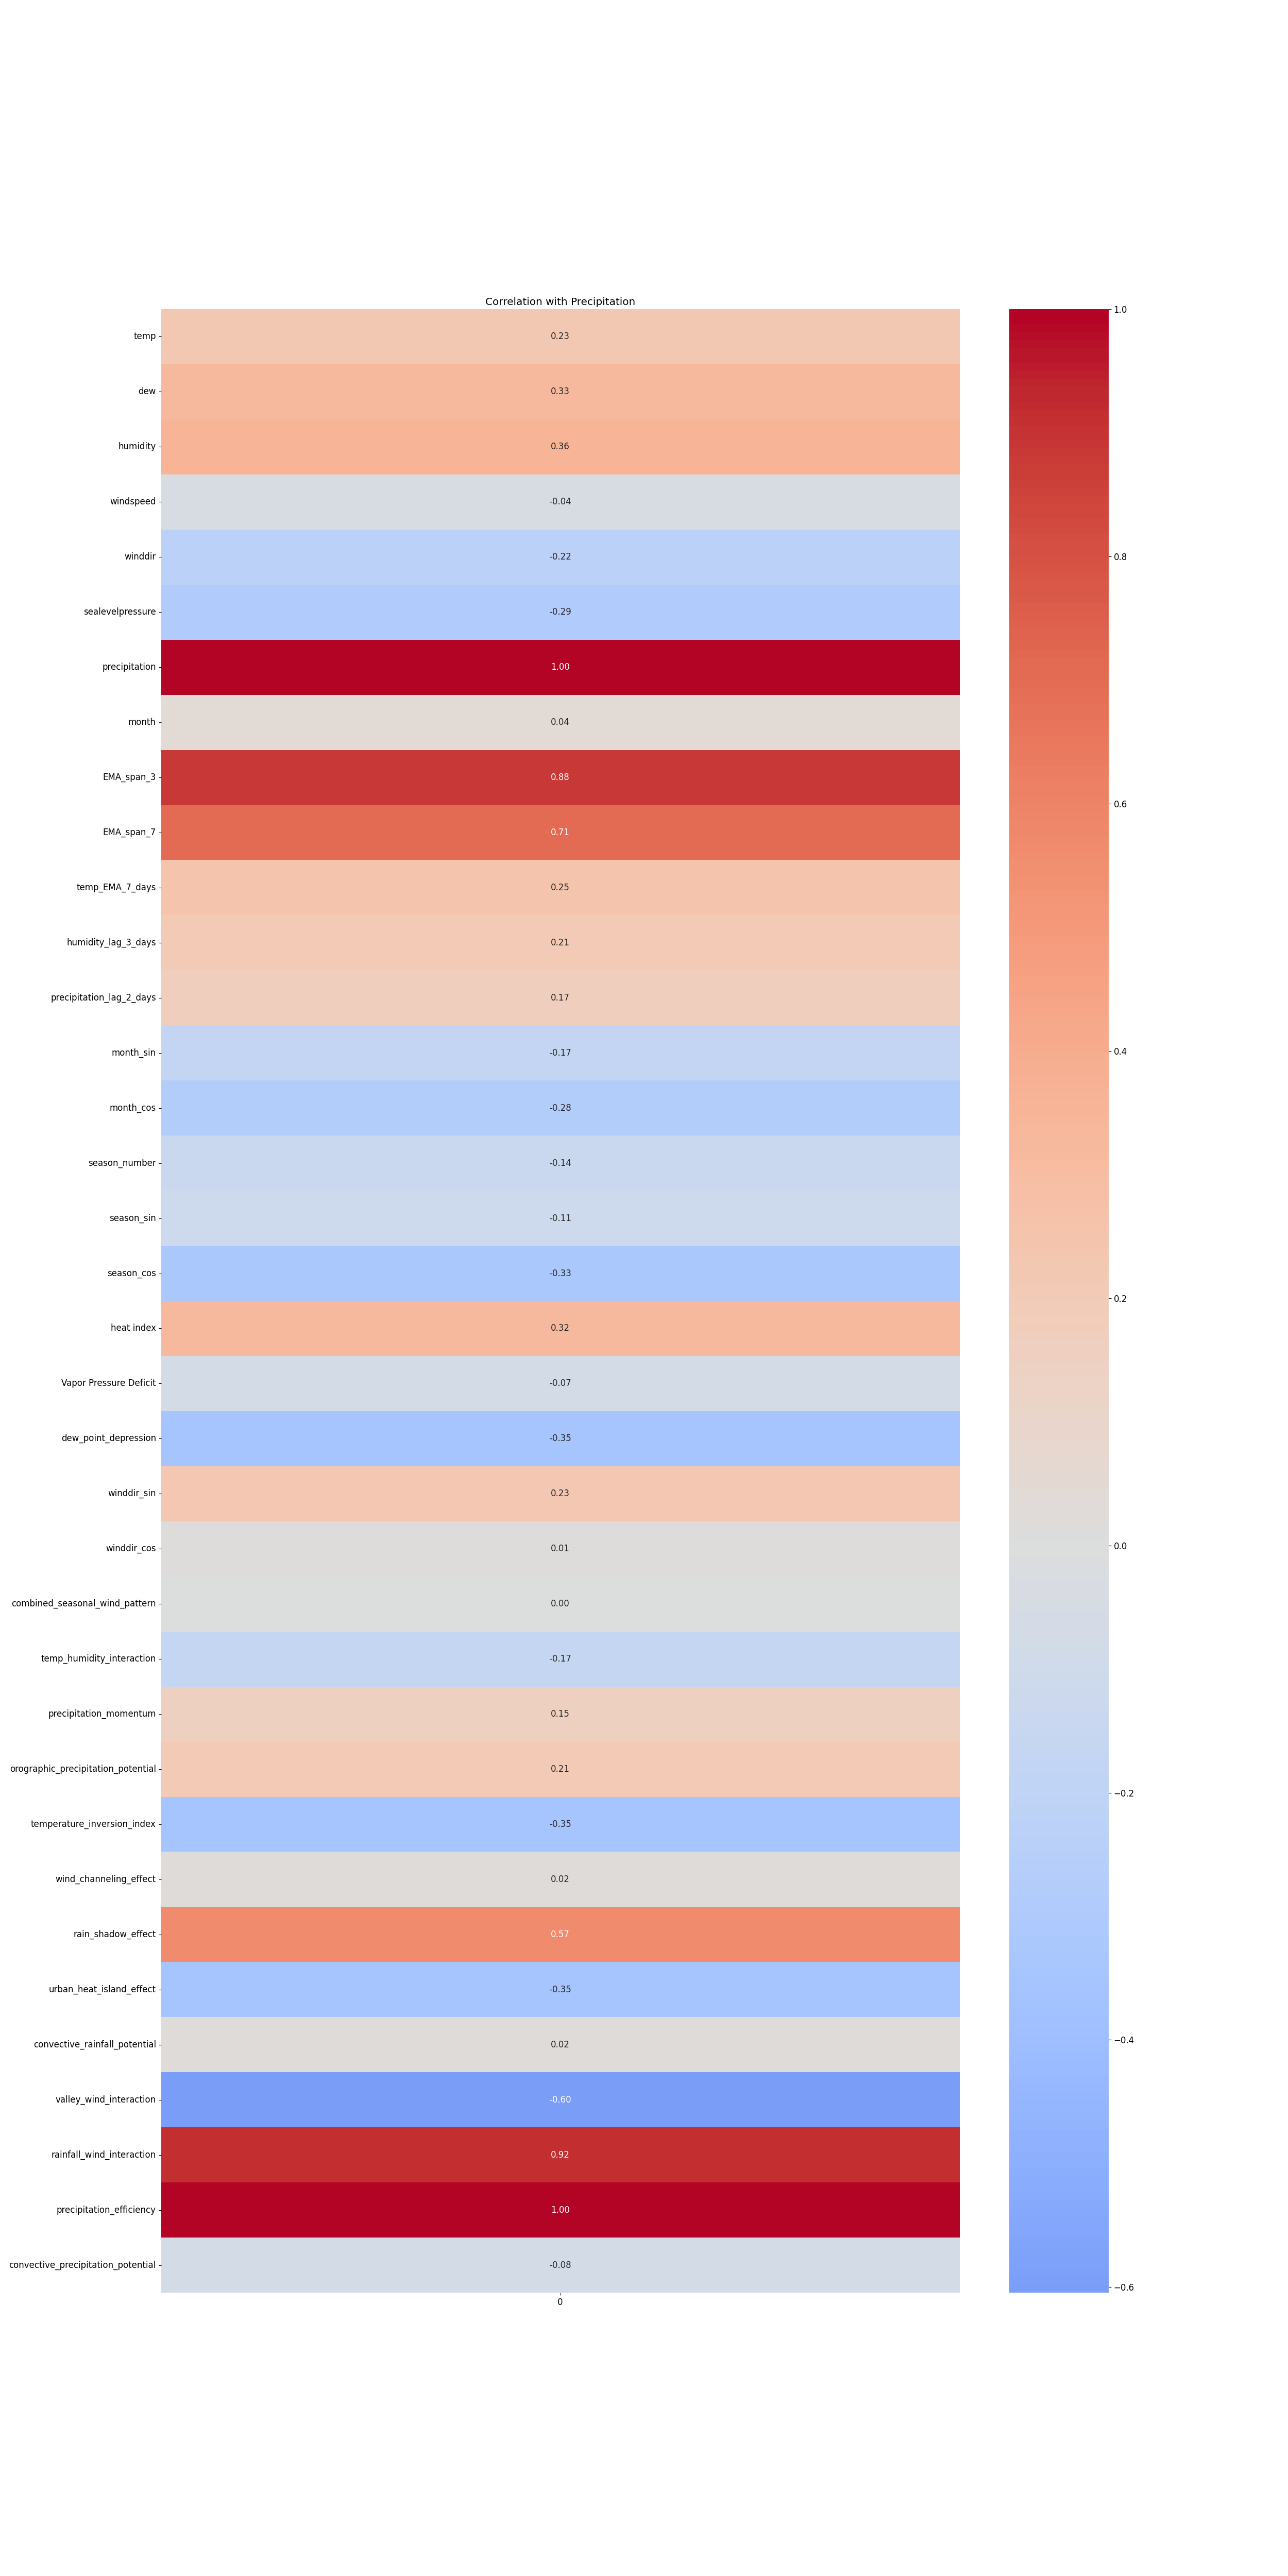 Correlation with Precipitation
temp 0.23
dew 0.33
humidity 0.36
windspeed -0.04
winddir -0.22
sealevelpressure -0.29
precipitation 1.00
month 0.04
EMA_span_3 0.88
EMA_span_7 0.71
temp_EMA_7_days 0.25
humidity_lag_3_days 0.21
precipitation_lag_2_days 0.17
month_sin -0.17
month_cos -0.28
season_number -0.14
season_sin -0.11
season_cos -0.33
heat index 0.32
Vapor Pressure Deficit -0.07
dew_point_depression -0.35
winddir_sin 0.23
winddir_cos 0.01
combined_seasonal_wind_pattern 0.00
temp_humidity_interaction -0.17
precipitation_momentum 0.15
orographic_precipitation_potential 0.21
temperature_inversion_index -0.35
wind_channeling_effect 0.02
rain_shadow_effect 0.57
urban_heat_island_effect -0.35
convective_rainfall_potential 0.02
valley_wind_interaction -0.60
rainfall_wind_interaction 0.92
precipitation_efficiency 1.00
convective_precipitation_potential -0.08
0
1.0
0.8
0.6
0.4
0.2
0.0
−0.2
−0.4
−0.6